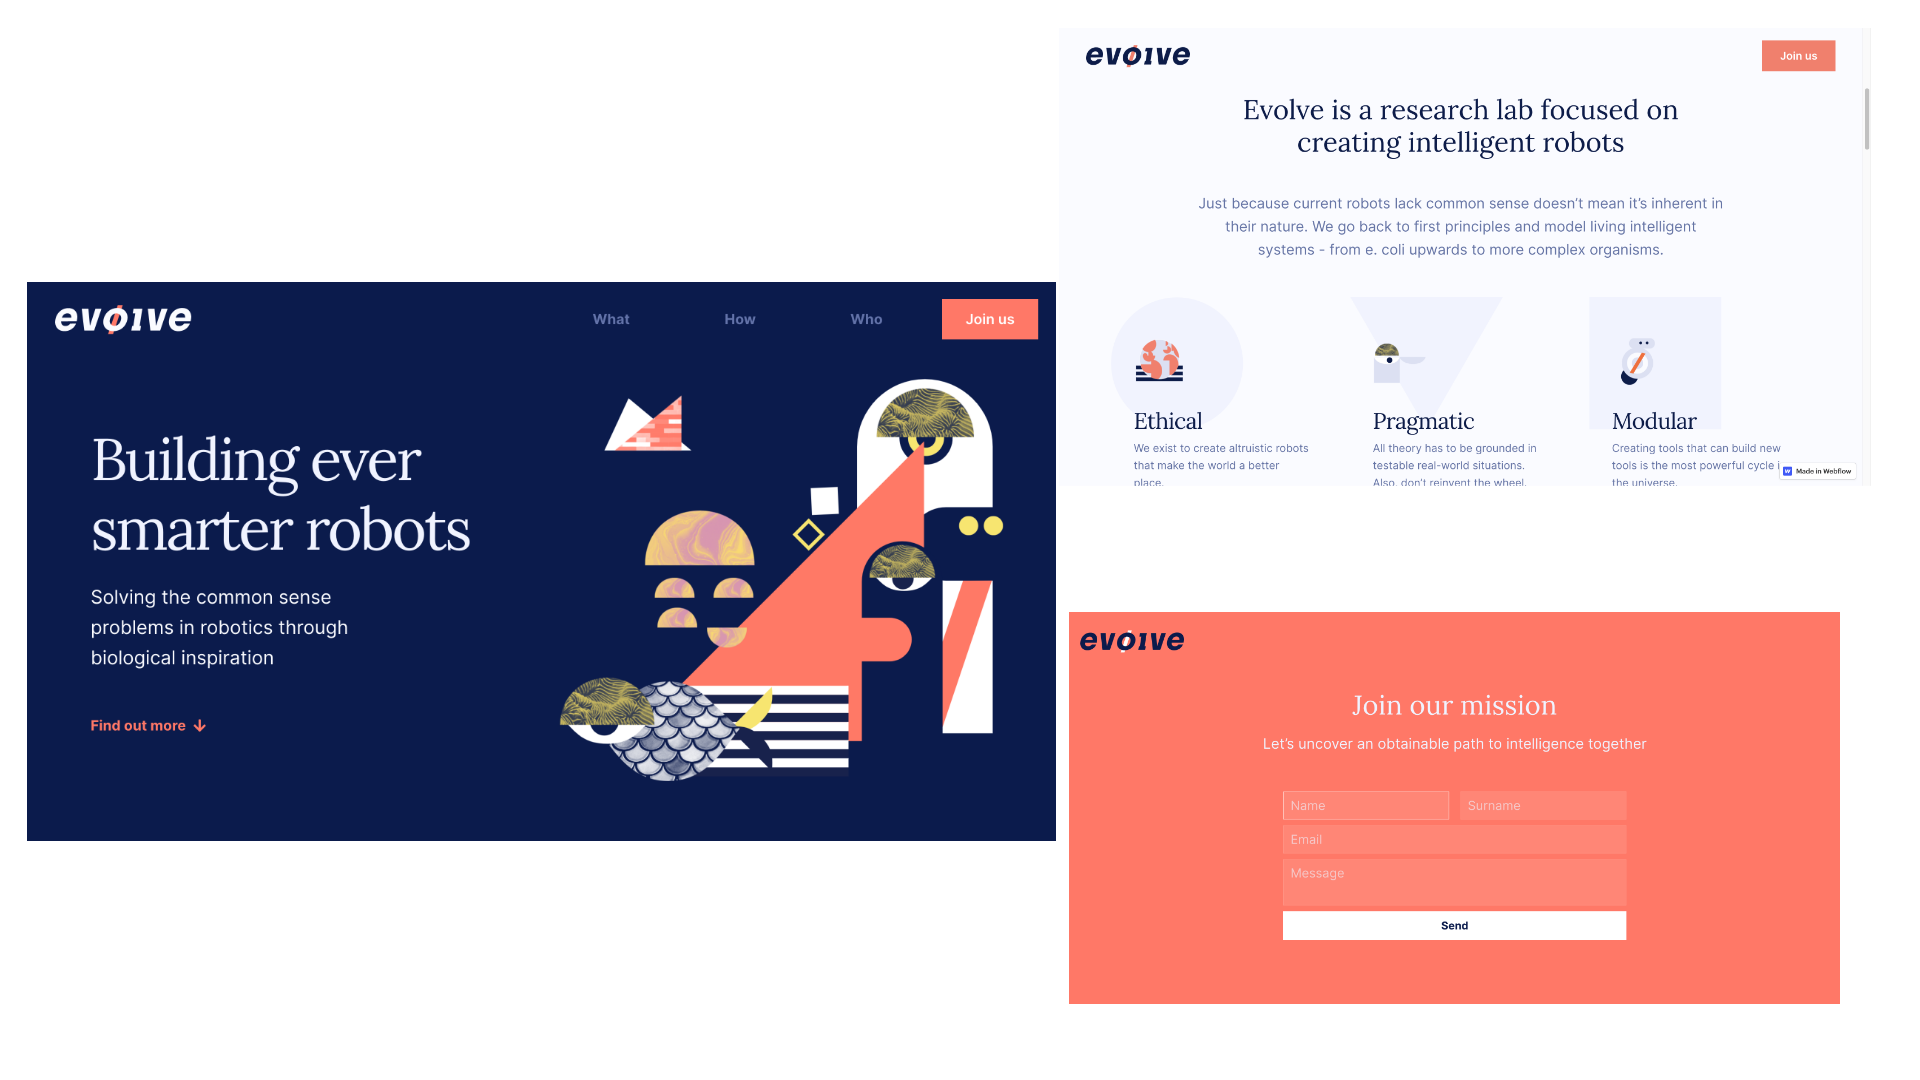 evolve
What
How
Who
Join us
Building ever
smarter robots
Solving the common sense
problems in robotics through
biological inspiration
Find out more
evolve
Join us
Evolve is a research lab focused on
creating intelligent robots
Just because current robots lack common sense doesn’t mean it’s inherent in
their nature. We go back to first principles and model living intelligent
systems - from e. coli upwards to more complex organisms.
Ethical
We exist to create altruistic robots
that make the world a better
place.
Pragmatic
All theory has to be grounded in
testable real-world situations.
Also, don’t reinvent the wheel.
Modular
Creating tools that can build new
tools is the most powerful cycle
the universe.
Made in Webflow
evolve
Join our mission
Let’s uncover an obtainable path to intelligence together
Name
Surname
Email
Message
Send